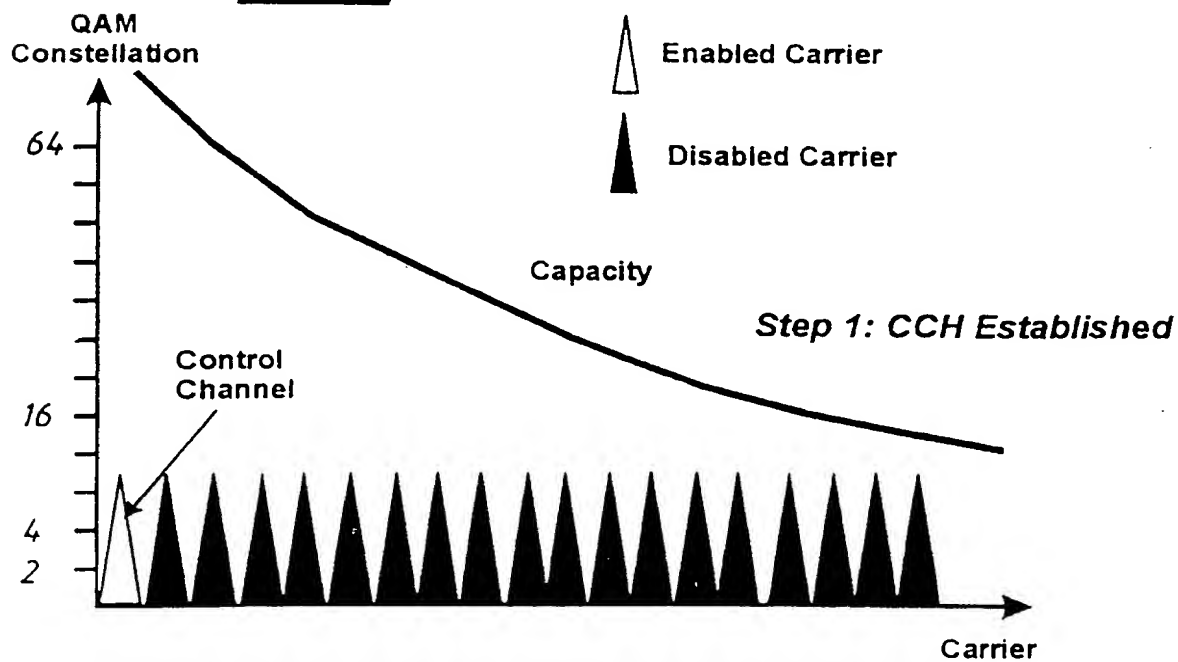 QAM
Constellation
Enabled Carrier
Disabled Carrier
64
Capacity
Step 1: CCH Established
Control
Channel
16
4
2
Carrier